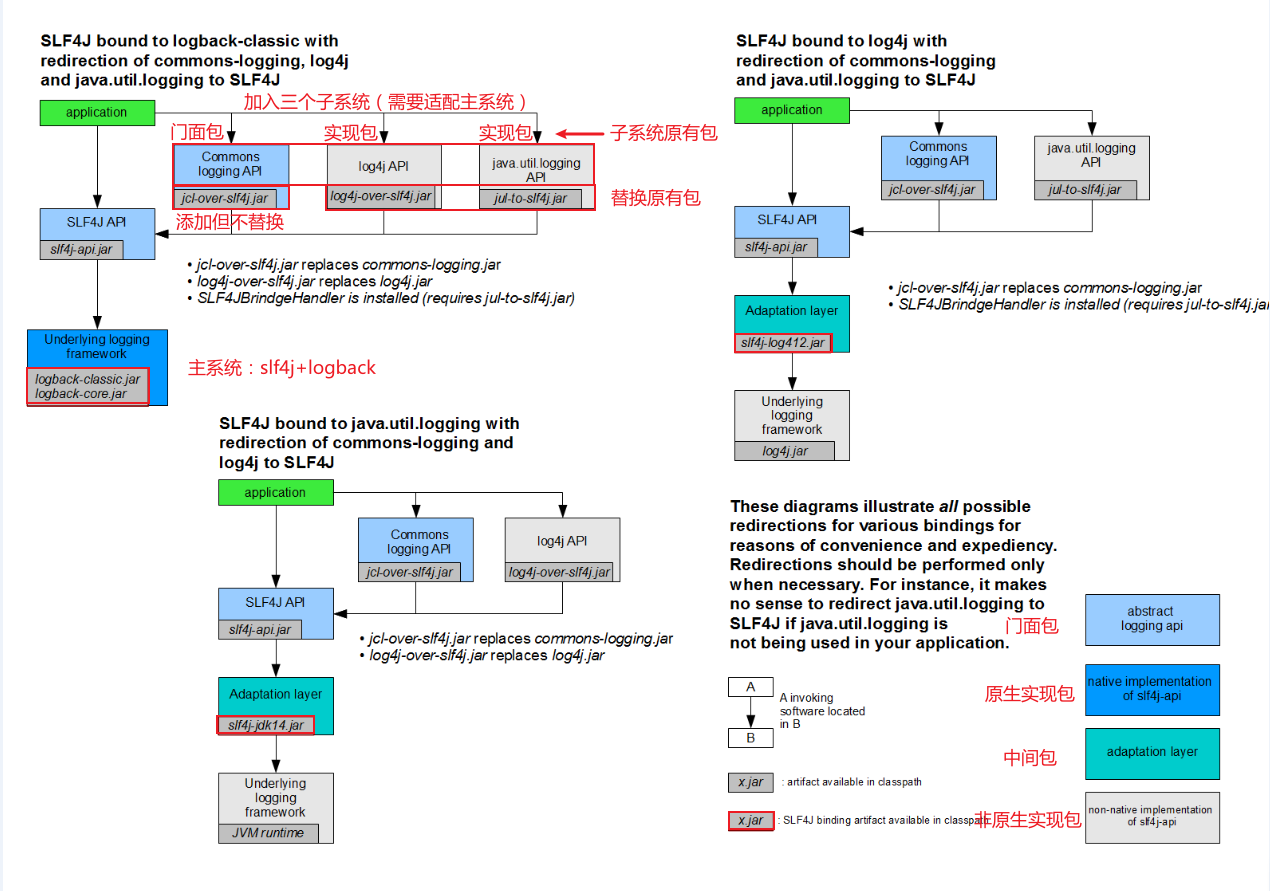 SLF4J bound to logback-classic with
redirection of commons-logging, log4j
and java.util.logging to SLF4J
application
加入三个子系统（需要适配主系统）
门面包
实现包
实现包
子系统原有包
Commons
logging API
log4j API
java.util.logging
API
jcl-over-slf4j.jar
log4j-over-slf4j.jar
jul-to-slf4j.jar
替换原有包
添加但不替换
SLF4J API
slf4j-api.jar
• jcl-over-slf4j.jar replaces commons-logging.jar
• log4j-over-slf4j.jar replaces log4j.jar
• SLF4JBrindgeHandler is installed (requires jul-to-slf4j.jar)
Underlying logging
framework
logback-classic.jar
logback-core.jar
主系统：slf4j+logback
SLF4J bound to log4j with
redirection of commons-logging
and java.util.logging to SLF4J
application
Commons
logging API
jcl-over-slf4j.jar
java.util.logging
API
jul-to-slf4j.jar
SLF4J API
slf4j-api.jar
• jcl-over-slf4j.jar replaces commons-logging.jar
• SLF4JBrindgeHandler is installed (requires jul-to-slf4j.jar
Adaptation layer
slf4j-log412.jar
Underlying
logging
framework
log4j.jar
SLF4J bound to java.util.logging with
redirection of commons-logging and
log4j to SLF4J
application
Commons
logging API
jcl-over-slf4j.jar
log4j API
log4j-over-slf4j.jar
SLF4J API
slf4j-api.jar
• jcl-over-slf4j.jar replaces commons-logging.jar
• log4j-over-slf4j.jar replaces log4j.jar
Adaptation layer
slf4j-jdk14.jar
Underlying
logging
framework
JVM runtime
These diagrams illustrate all possible
redirections for various bindings for
reasons of convenience and expediency.
Redirections should be performed only
when necessary. For instance, it makes
no sense to redirect java.util.logging to
SLF4J if java.util.logging is
not being used in your application.
A
B
A invoking
software located
in B
x.jar
: artifact available in classpath
x.jar
: SLF4J binding artifact available in classpath
门面包
abstract
logging api
原生实现包
native implementation
of slf4j-api
中间包
adaptation layer
非原生实现包
non-native implementation
of slf4j-api